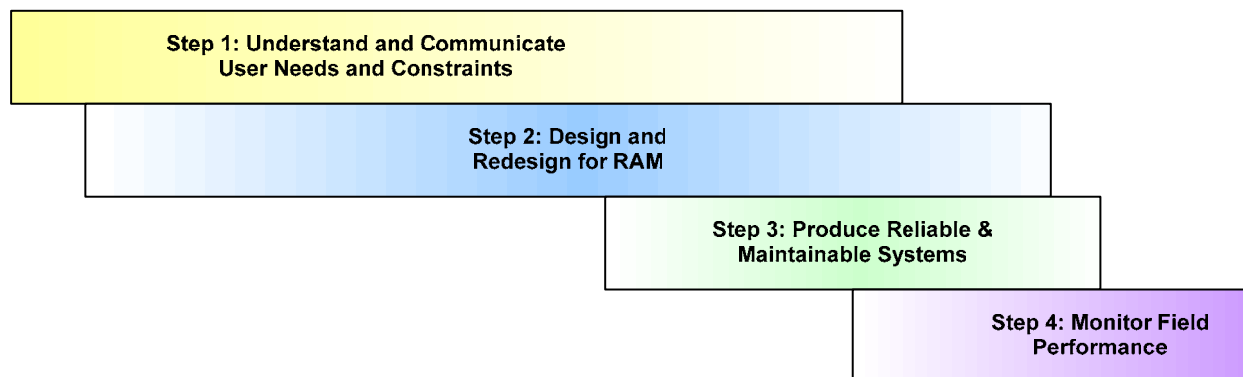 Step 1: Understand and Communicate
User Needs and Constraints
Step 2: Design and
Redesign for RAM
Step 3: Produce Reliable &
Maintainable Systems
Step 4: Monitor Field
Performance